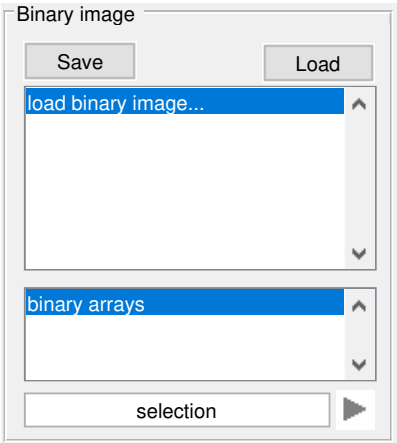 Binary image
Save
Load
load binary image...
binary arrays
selection